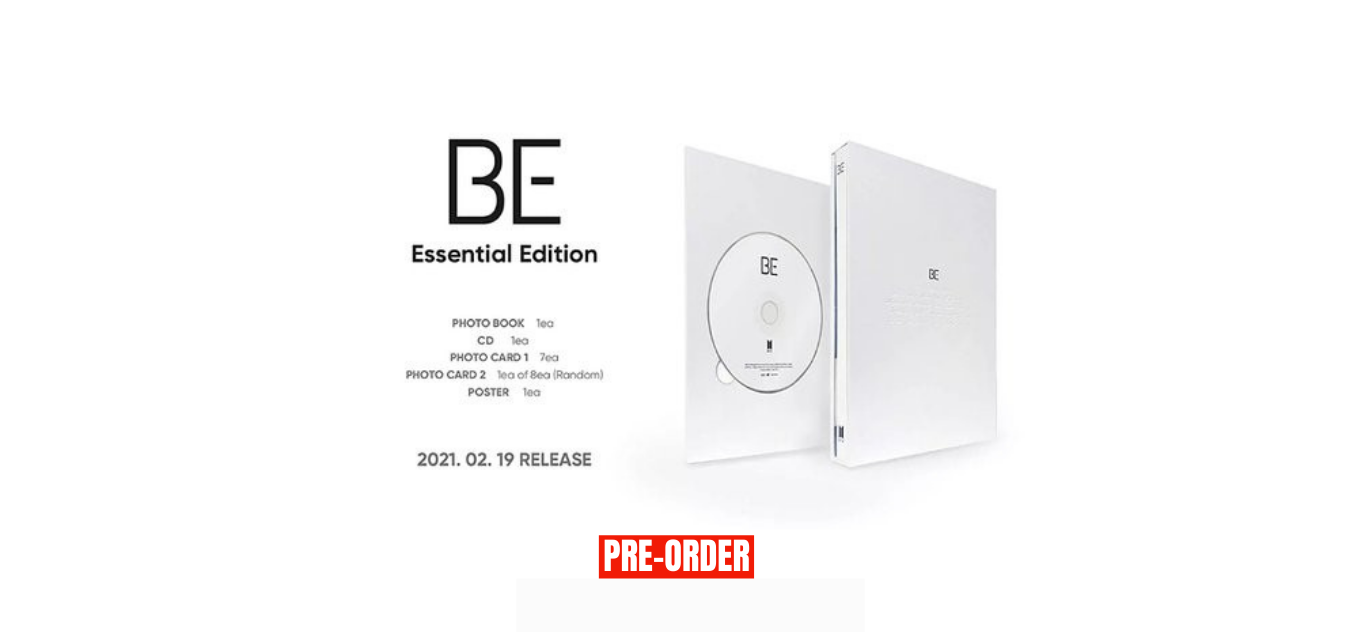 BE
Essential Edition
PHOTO BOOK 1ea
CD 1ea
PHOTO CARD 1 7ea
PHOTO CARD 2 1ea of 8ea (Random)
POSTER 1ea
2021. 02. 19 RELEASE
BE
BE
BE
PRE-ORDER